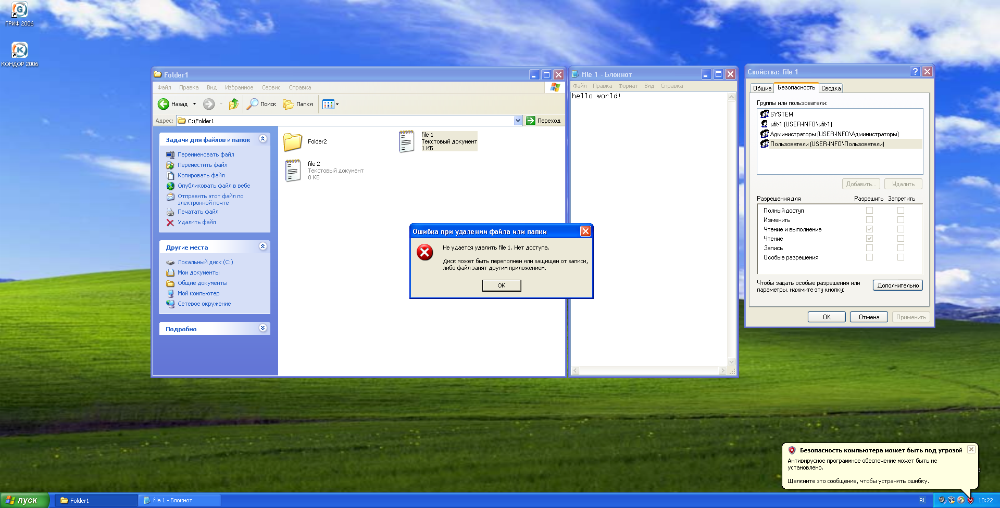 ГРИФ 2006
КОНДОР 2006
Folder1
Файл Правка Вид Избранное Сервис Справка
Назад Поиск Папки
Адрес: C:\Folder1 Переход
Задачи для файлов и папок
Переименовать файл
Переместить файл
Копировать файл
Опубликовать файл в вебе
Отправить этот файл по
электронной почте
Печатать файл
Удалить файл
Другие места
Локальный диск (C:)
Мои документы
Общие документы
Мой компьютер
Сетевое окружение
Подробно
Folder2
file 1
Текстовый документ
1 КБ
file 2
Текстовый документ
0 КБ
file 1 - Блокнот
Файл Правка Формат Вид Справка
hello world!
Ошибка при удалении файла или папки
Не удается удалить file 1. Нет доступа.
Диск может быть переполнен или защищен от записи,
либо файл занят другим приложением.
OK
Свойства: file 1
Общие Безопасность Сводка
Группы или пользователи:
SYSTEM
ufit-1 (USER-INFO\ufit-1)
Администраторы (USER-INFO\Администраторы)
Пользователи (USER-INFO\Пользователи)
Добавить... Удалить
Разрешения для Разрешить Запретить
Полный доступ
Изменить
Чтение и выполнение
Чтение
Запись
Особые разрешения
Чтобы задать особые разрешения или
параметры, нажмите эту кнопку:
Дополнительно
OK Отмена Применить
Безопасность компьютера может быть под угрозой
Антивирусное программное обеспечение может быть не
установлено.
Щелкните это сообщение, чтобы устранить ошибку.
пуск Folder1 file 1 - Блокнот RL 10:22